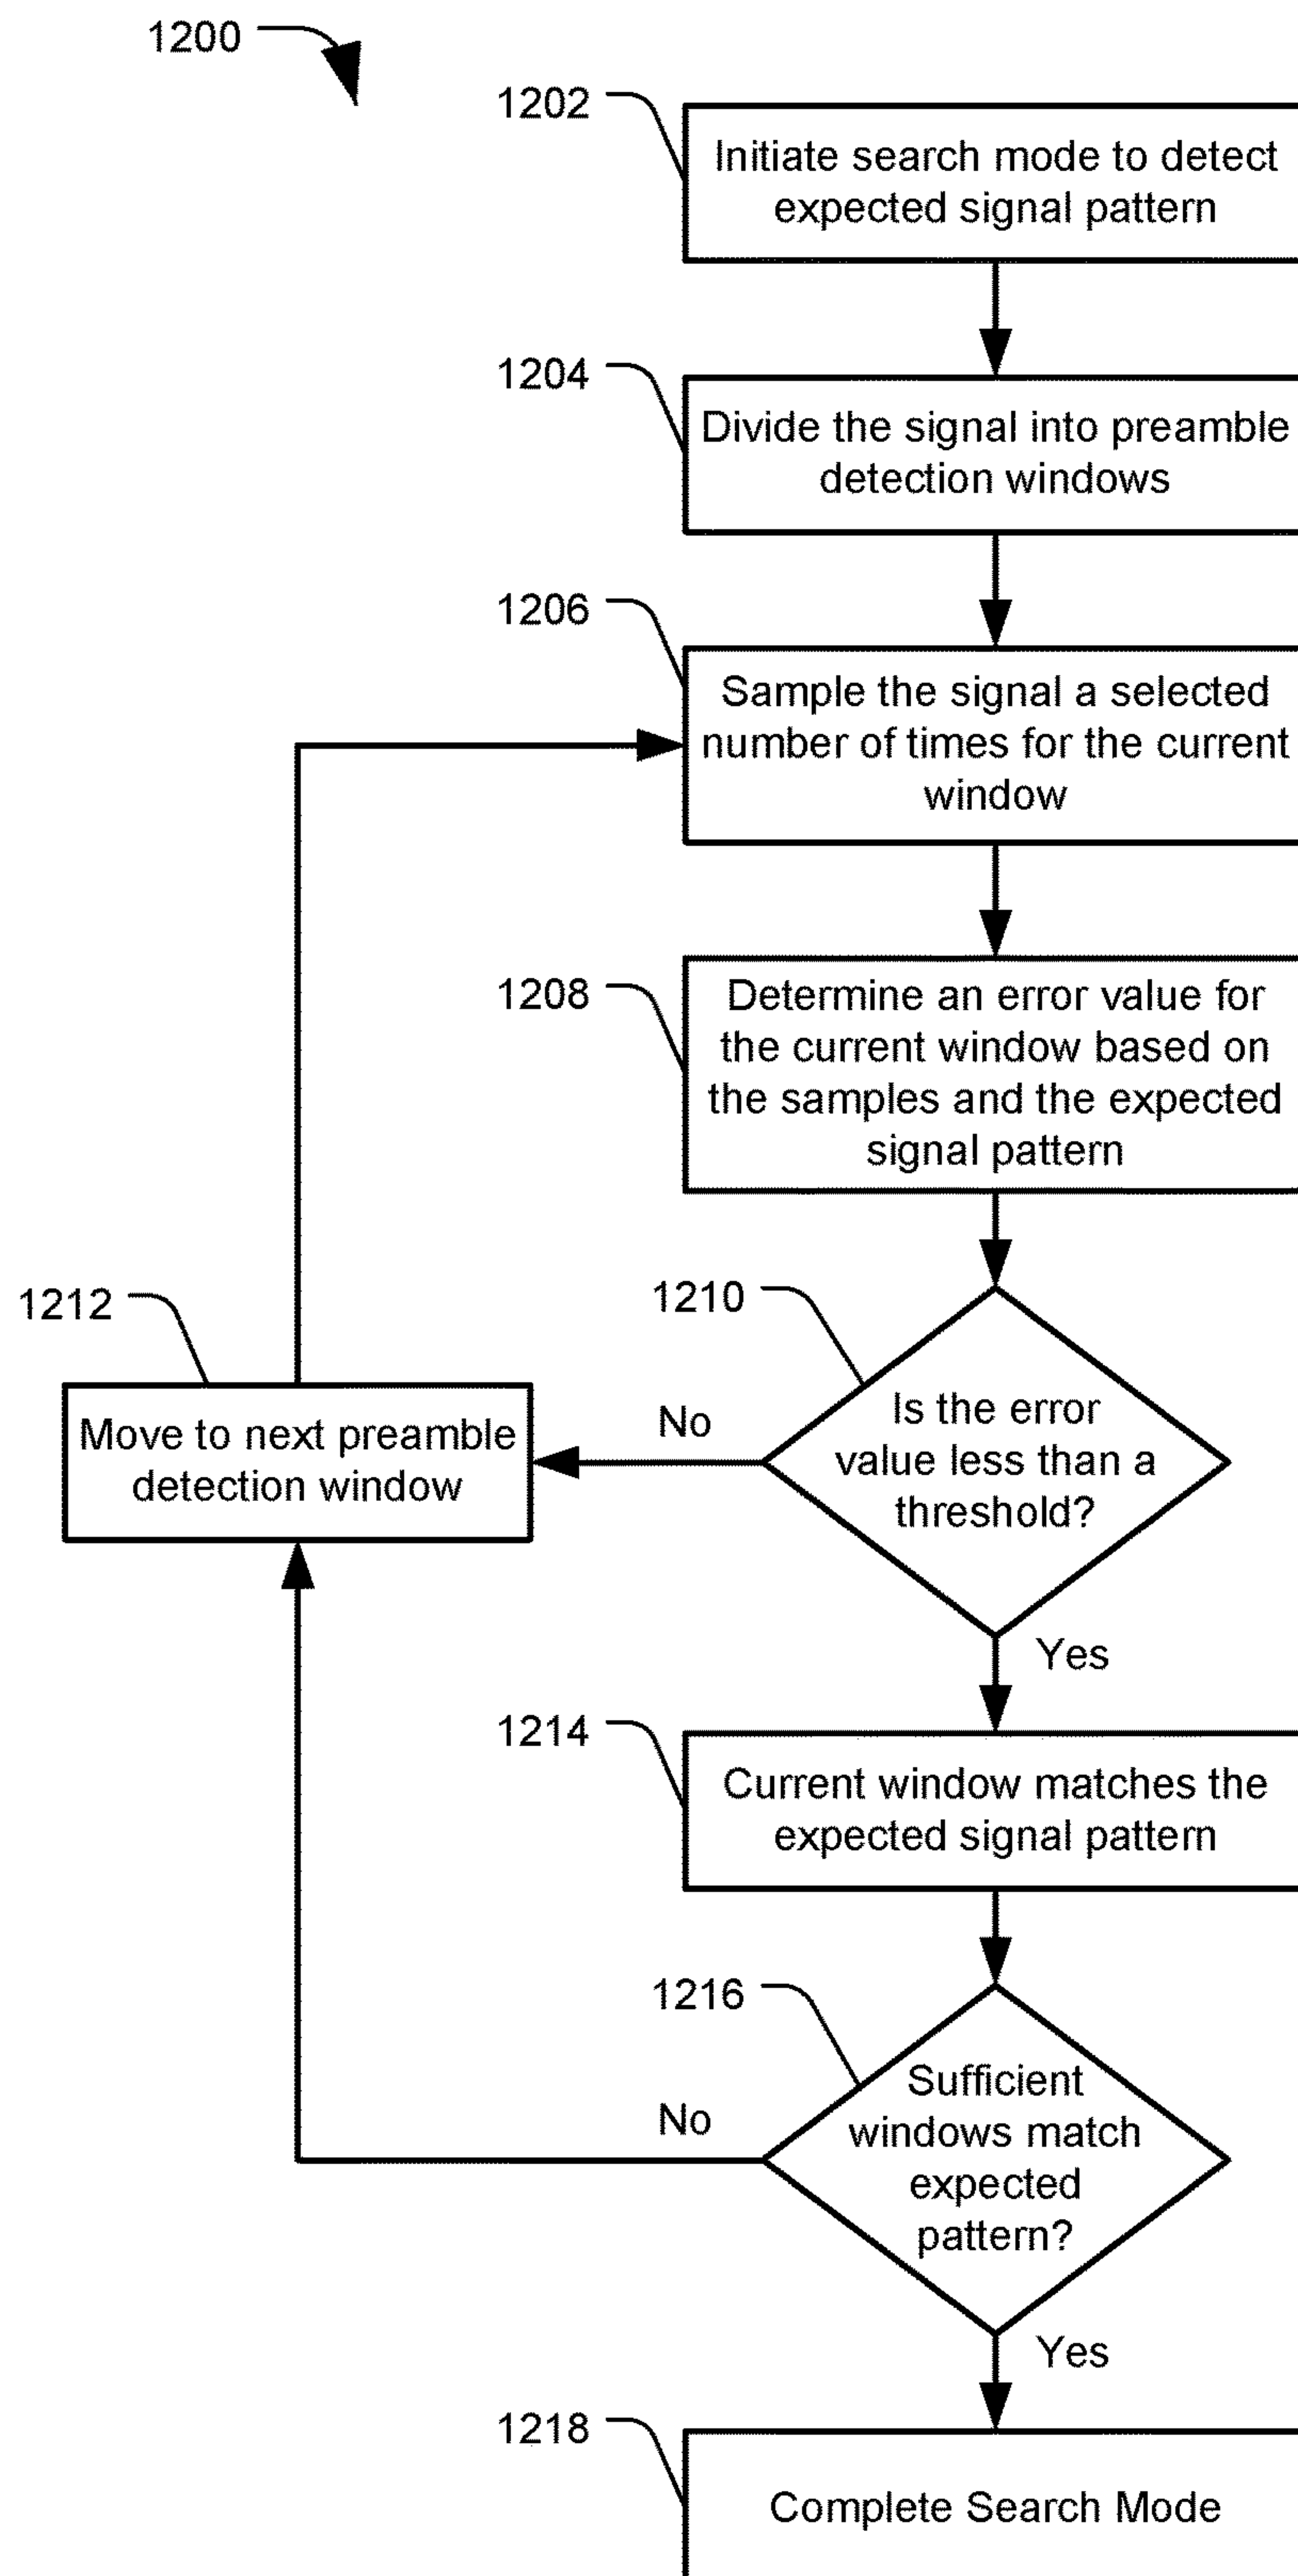 1200
1202
Initiate search mode to detect
expected signal pattern
1204
Divide the signal into preamble
detection windows
1206
Sample the signal a selected
number of times for the current
window
1208
Determine an error value for
the current window based on
the samples and the expected
signal pattern
1210
Is the error
value less than a
threshold?
No
1212
Move to next preamble
detection window
Yes
1214
Current window matches the
expected signal pattern
1216
Sufficient
windows match
expected
pattern?
No
Yes
1218
Complete Search Mode